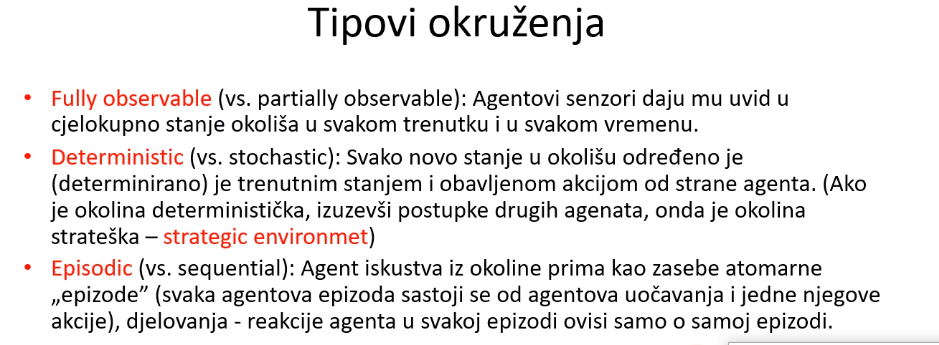 Tipovi okruženja
• Fully observable (vs. partially observable): Agentovi senzori daju mu uvid u
cjelokupno stanje okoliša u svakom trenutku i u svakom vremenu.
• Deterministic (vs. stochastic): Svako novo stanje u okolišu određeno je
(determinirano) je trenutnim stanjem i obavljenom akcijom od strane agenta. (Ako
je okolina deterministička, izuzevši postupke drugih agenata, onda je okolina
strateška – strategic environmet)
• Episodic (vs. sequential): Agent iskustva iz okoline prima kao zasebe atomarne
„epizode” (svaka agentova epizoda sastoji se od agentova uočavanja i jedne njegove
akcije), djelovanja - reakcije agenta u svakoj epizodi ovisi samo o samoj epizodi.